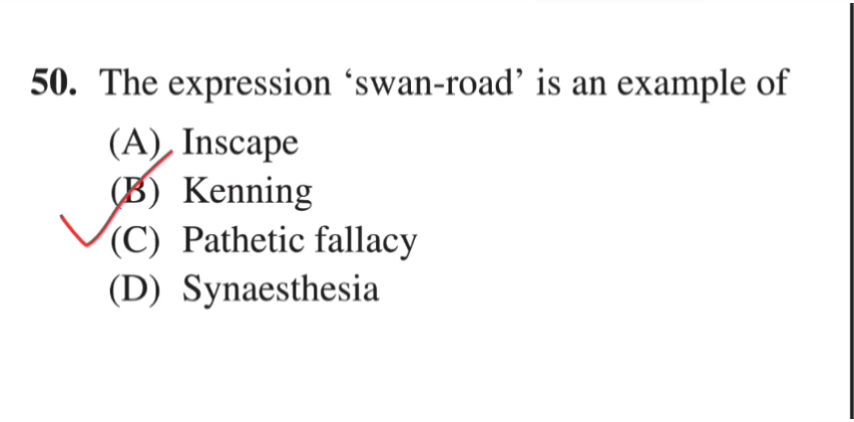 50. The expression ‘swan-road’ is an example of
(A) Inscape
(B) Kenning
(C) Pathetic fallacy
(D) Synaesthesia